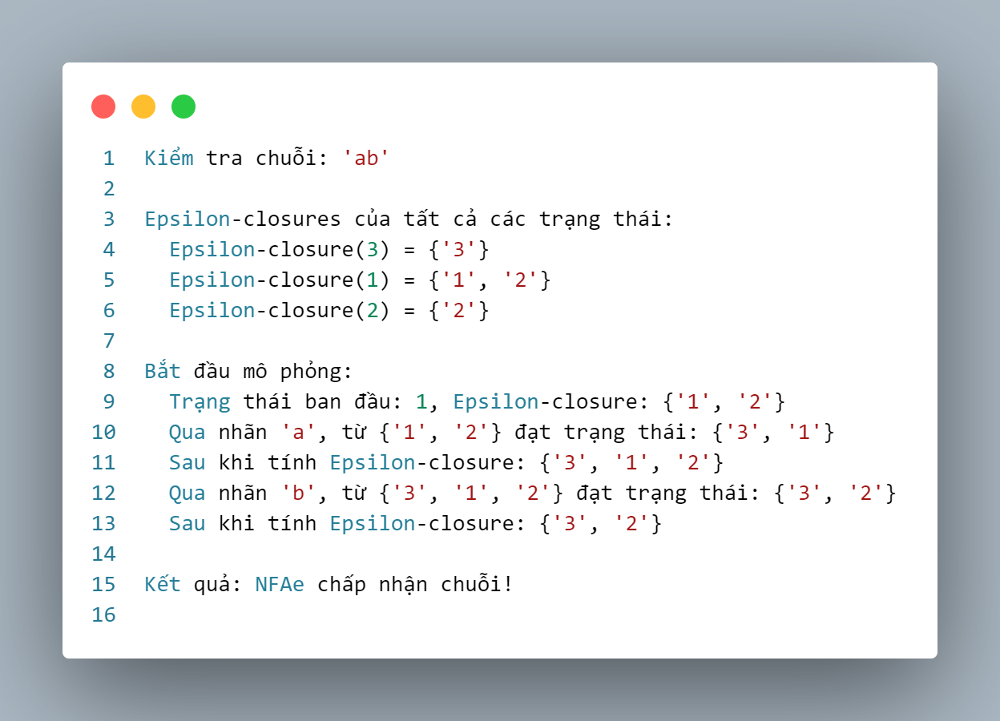 1 Kiểm tra chuỗi: 'ab'
2
3 Epsilon-closures của tất cả các trạng thái:
4 Epsilon-closure(3) = {'3'}
5 Epsilon-closure(1) = {'1', '2'}
6 Epsilon-closure(2) = {'2'}
7
8 Bắt đầu mô phỏng:
9 Trạng thái ban đầu: 1, Epsilon-closure: {'1', '2'}
10 Qua nhãn 'a', từ {'1', '2'} đạt trạng thái: {'3', '1'}
11 Sau khi tính Epsilon-closure: {'3', '1', '2'}
12 Qua nhãn 'b', từ {'3', '1', '2'} đạt trạng thái: {'3', '2'}
13 Sau khi tính Epsilon-closure: {'3', '2'}
14
15 Kết quả: NFAe chấp nhận chuỗi!
16